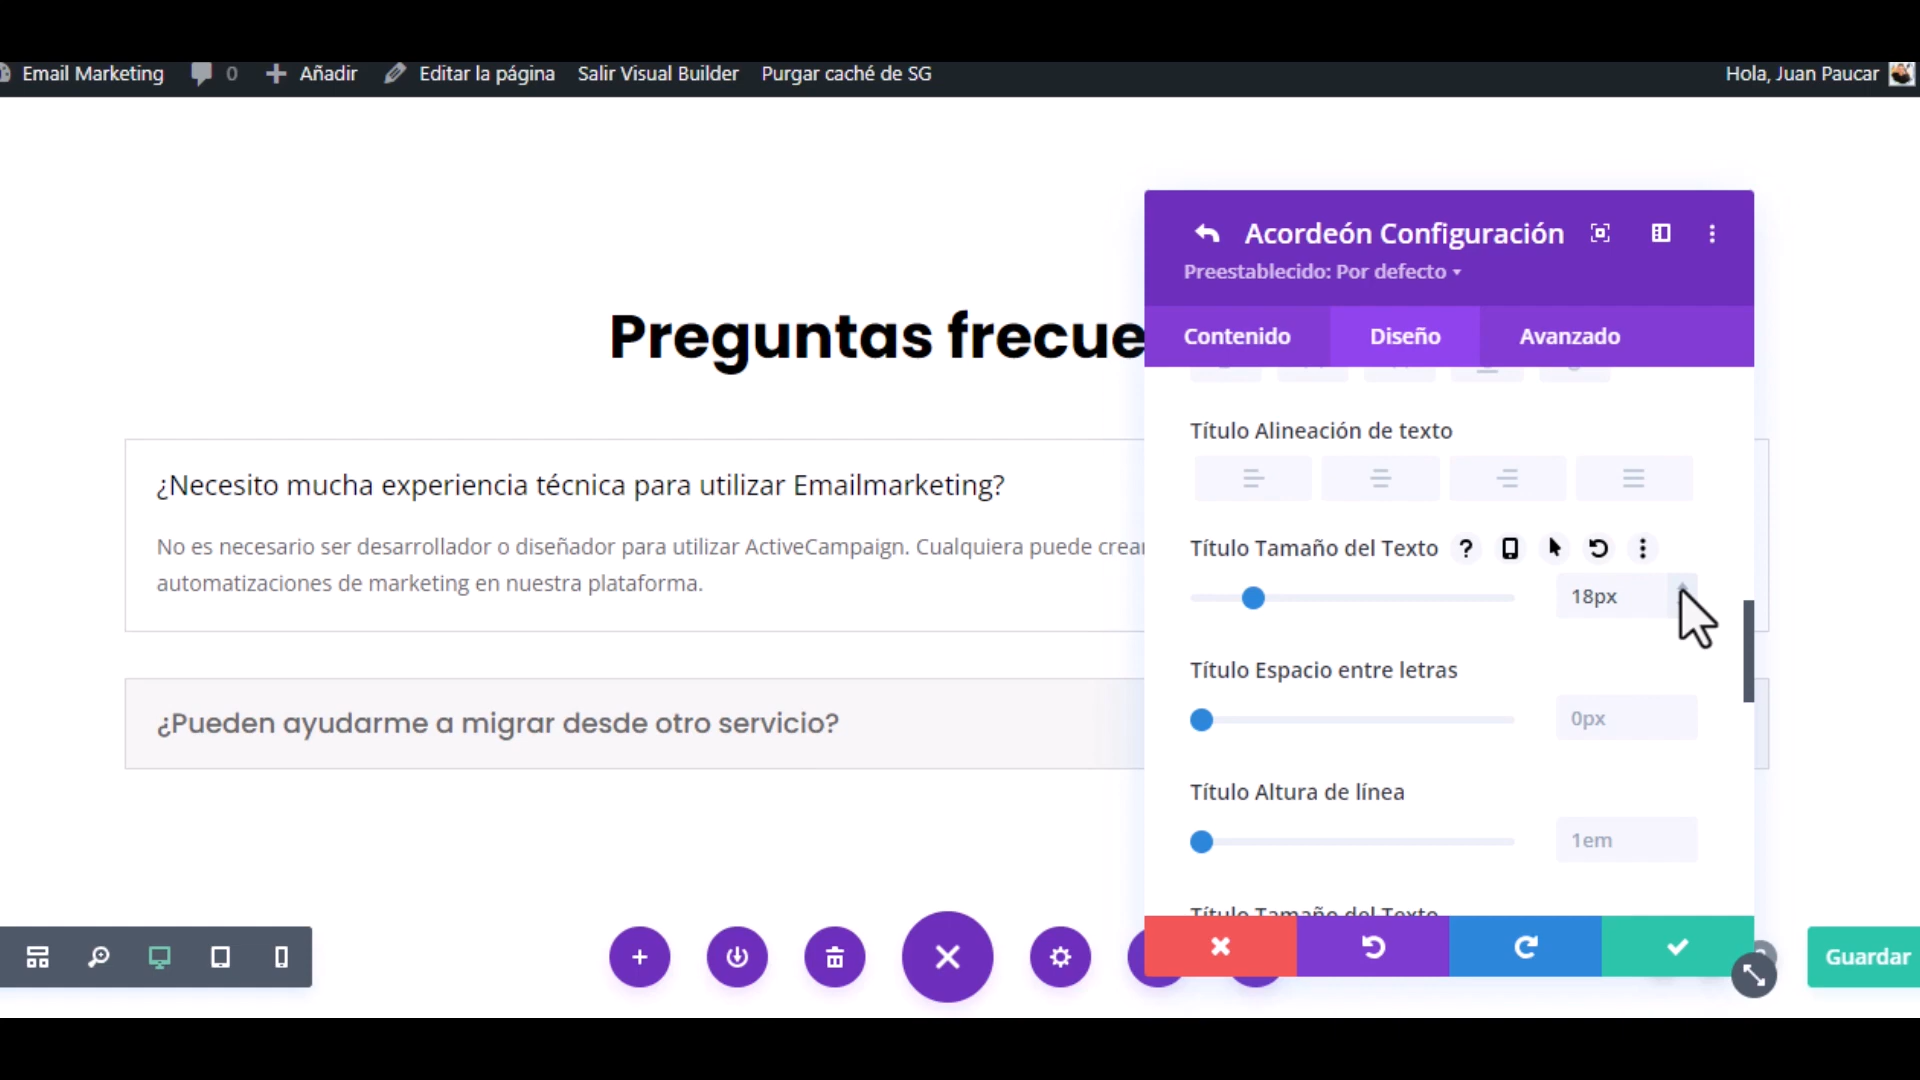 Email Marketing
0
Añadir
Editar la página
Salir Visual Builder
Purgar caché de SG
Hola, Juan Paucar
Acordeón Configuración
Preestablecido: Por defecto
Contenido
Diseño
Avanzado
Preguntas frecue
¿Necesito mucha experiencia técnica para utilizar Emailmarketing?
No es necesario ser desarrollador o diseñador para utilizar ActiveCampaign. Cualquiera puede crear
automatizaciones de marketing en nuestra plataforma.
¿Pueden ayudarme a migrar desde otro servicio?
Título Alineación de texto
Título Tamaño del Texto
?
18px
Título Espacio entre letras
0px
Título Altura de línea
1em
Título Tamaño del Texto
Guardar